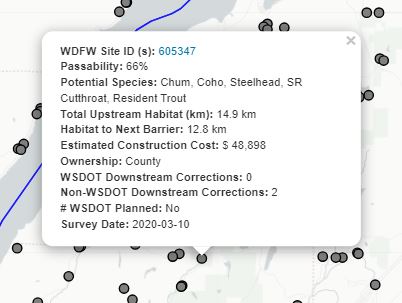 WDFW Site ID (s): 605347
Passability: 66%
Potential Species: Chum, Coho, Steelhead, SR
Cutthroat, Resident Trout
Total Upstream Habitat (km): 14.9 km
Habitat to Next Barrier: 12.8 km
Estimated Construction Cost: $ 48,898
Ownership: County
WSDOT Downstream Corrections: 0
Non-WSDOT Downstream Corrections: 2
# WSDOT Planned: No
Survey Date: 2020-03-10